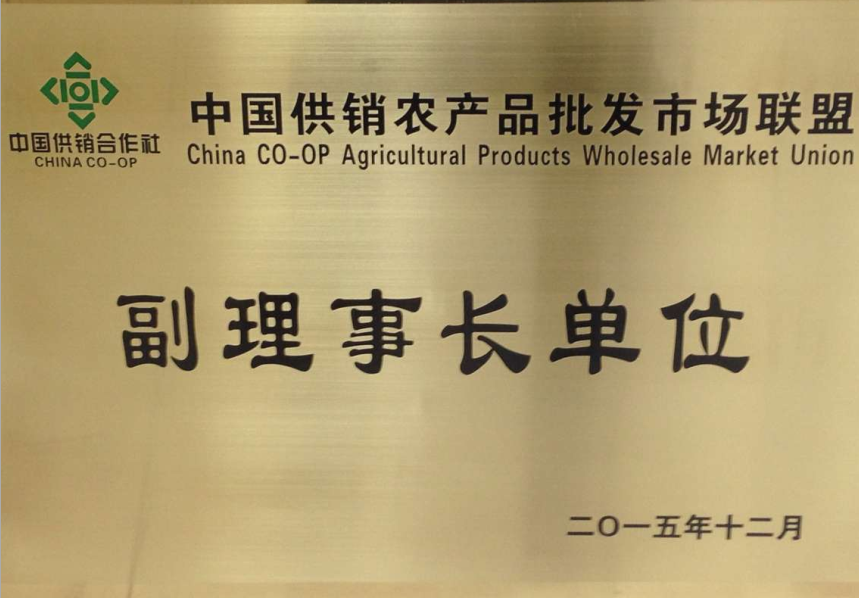 中国供销合作社
CHINA CO-OP
中国供销农产品批发市场联盟
China CO-OP Agricultural Products Wholesale Market Union
副理事长单位
二〇一五年十二月